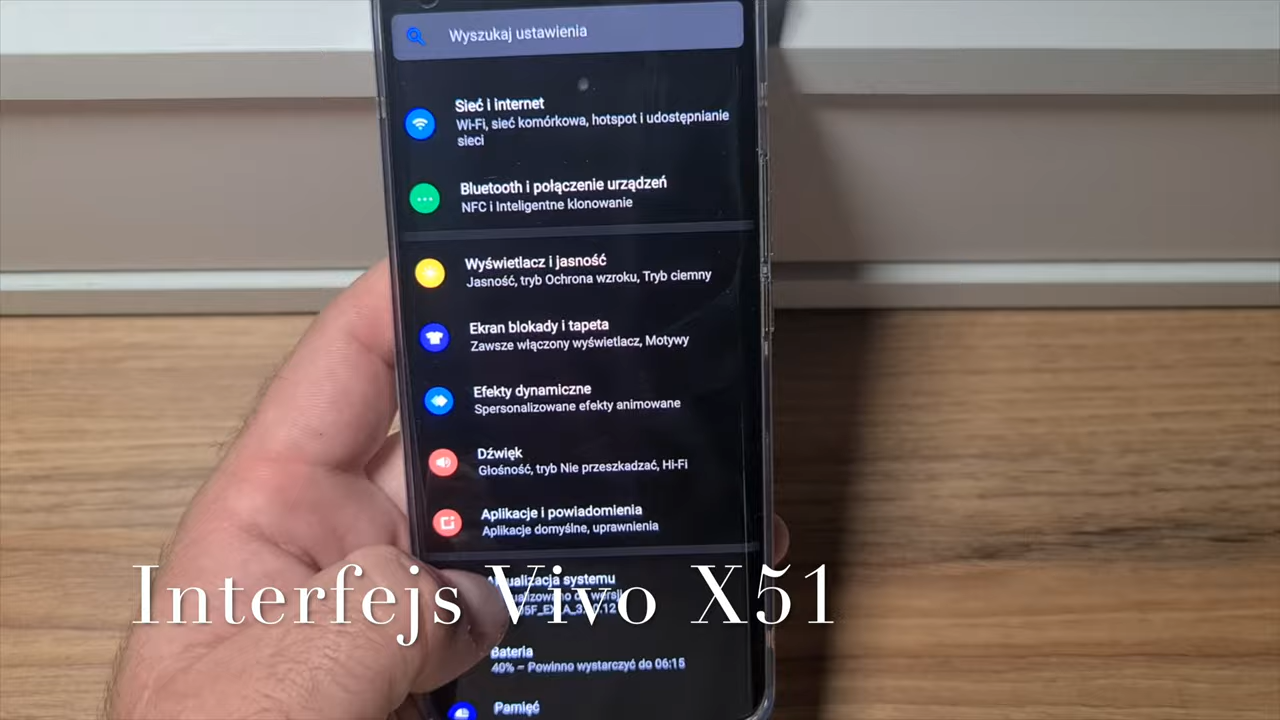 Wyszukaj ustawienia
Sieć i internet
Wi-Fi, sieć komórkowa, hotspot i udostępnianie
sieci
Bluetooth i połączenie urządzeń
NFC i Inteligentne klonowanie
Wyświetlacz i jasność
Jasność, tryb Ochrona wzroku, Tryb ciemny
Ekran blokady i tapeta
Zawsze włączony wyświetlacz, Motywy
Efekty dynamiczne
Spersonalizowane efekty animowane
Dźwięk
Głośność, tryb Nie przeszkadzać, Hi-Fi
Aplikacje i powiadomienia
Aplikacje domyślne, uprawnienia
systemu
Interfejs Vivo X51
Bateria
40% – Powinno wystarczyć do 06:15
Pamięć